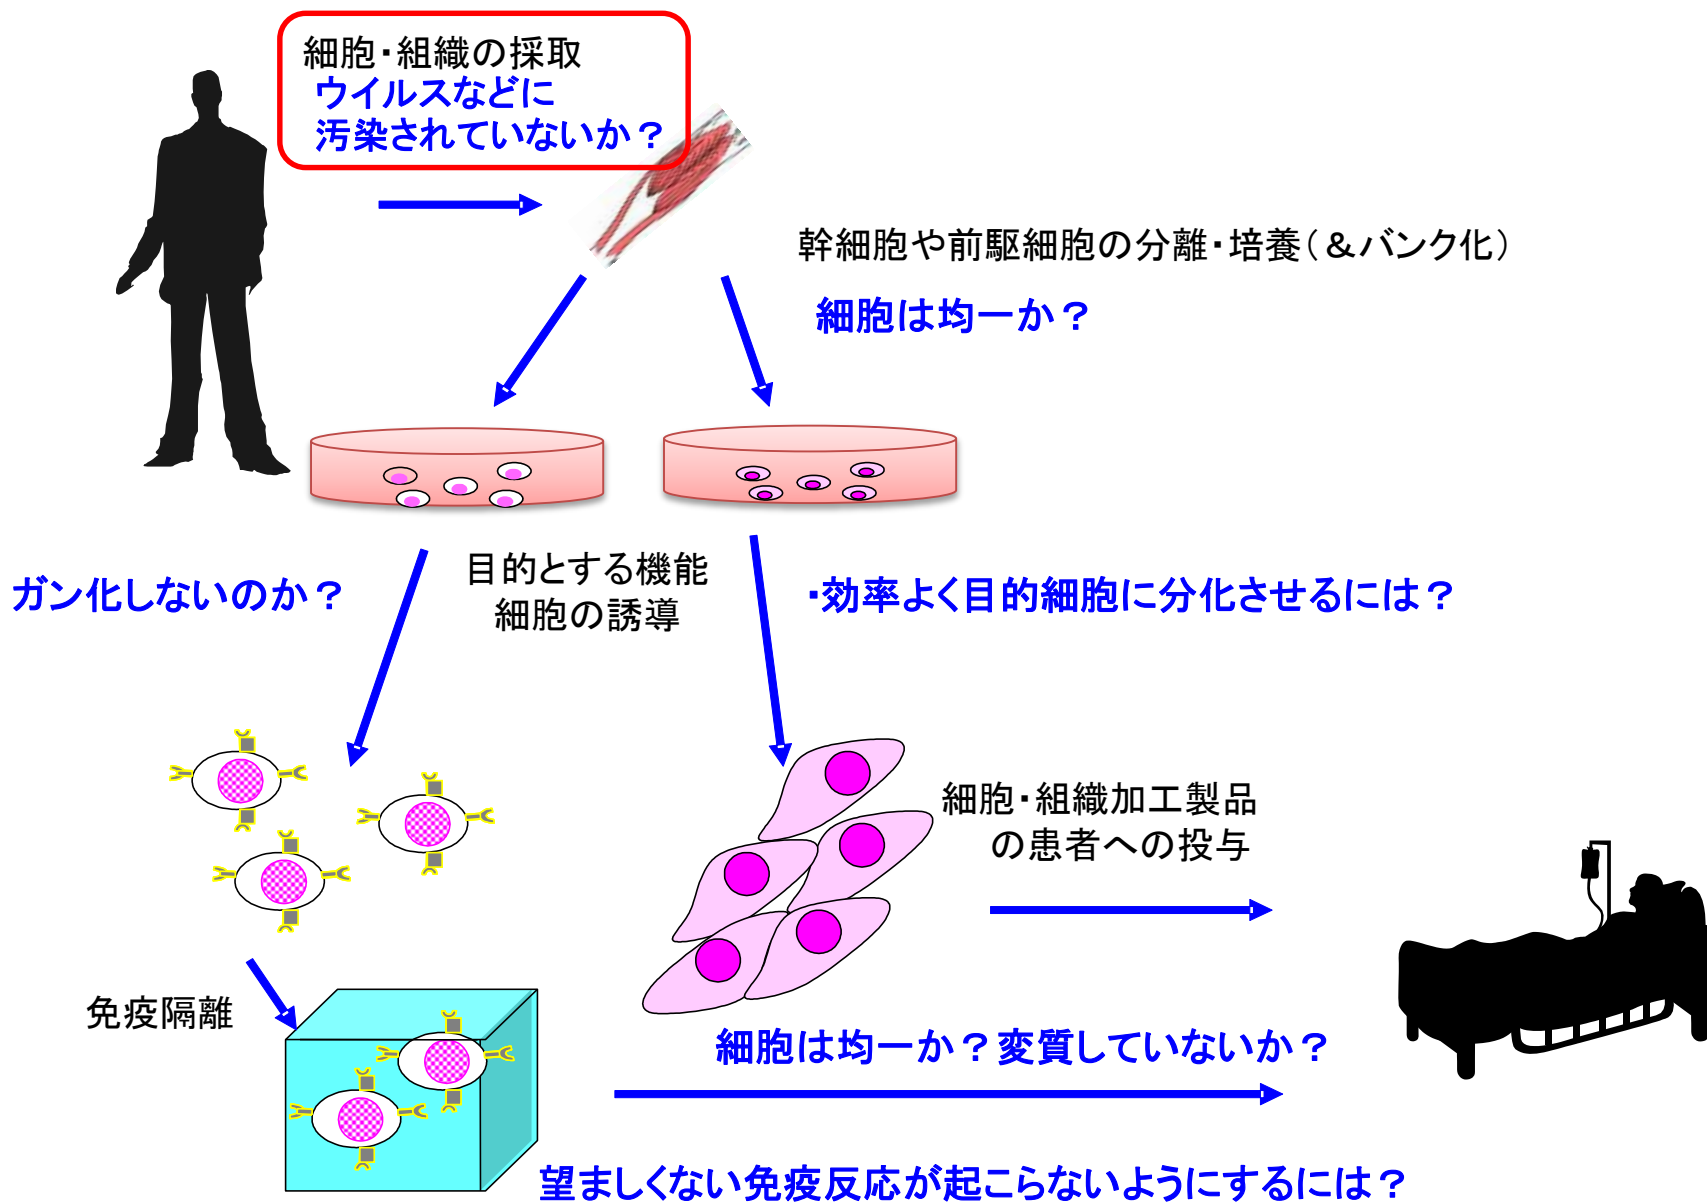 細胞・組織の採取
ウイルスなどに
汚染されていないか？
幹細胞や前駆細胞の分離・培養（＆バンク化）
細胞は均一か？
ガン化しないのか？
目的とする機能
細胞の誘導
・効率よく目的細胞に分化させるには？
細胞・組織加工製品
の患者への投与
免疫隔離
細胞は均一か？変質していないか？
望ましくない免疫反応が起こらないようにするには？